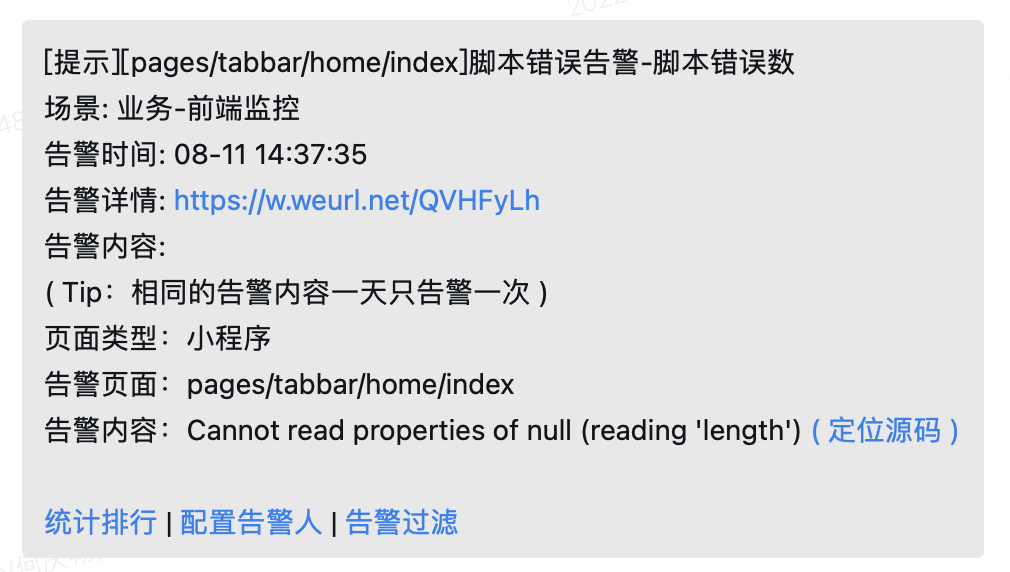 [提示][pages/tabbar/home/index]脚本错误告警-脚本错误数
场景: 业务-前端监控
告警时间: 08-11 14:37:35
告警详情: https://w.weurl.net/QVHFyLh
告警内容:
( Tip：相同的告警内容一天只告警一次 )
页面类型：小程序
告警页面：pages/tabbar/home/index
告警内容：Cannot read properties of null (reading 'length') ( 定位源码 )
统计排行 | 配置告警人 | 告警过滤